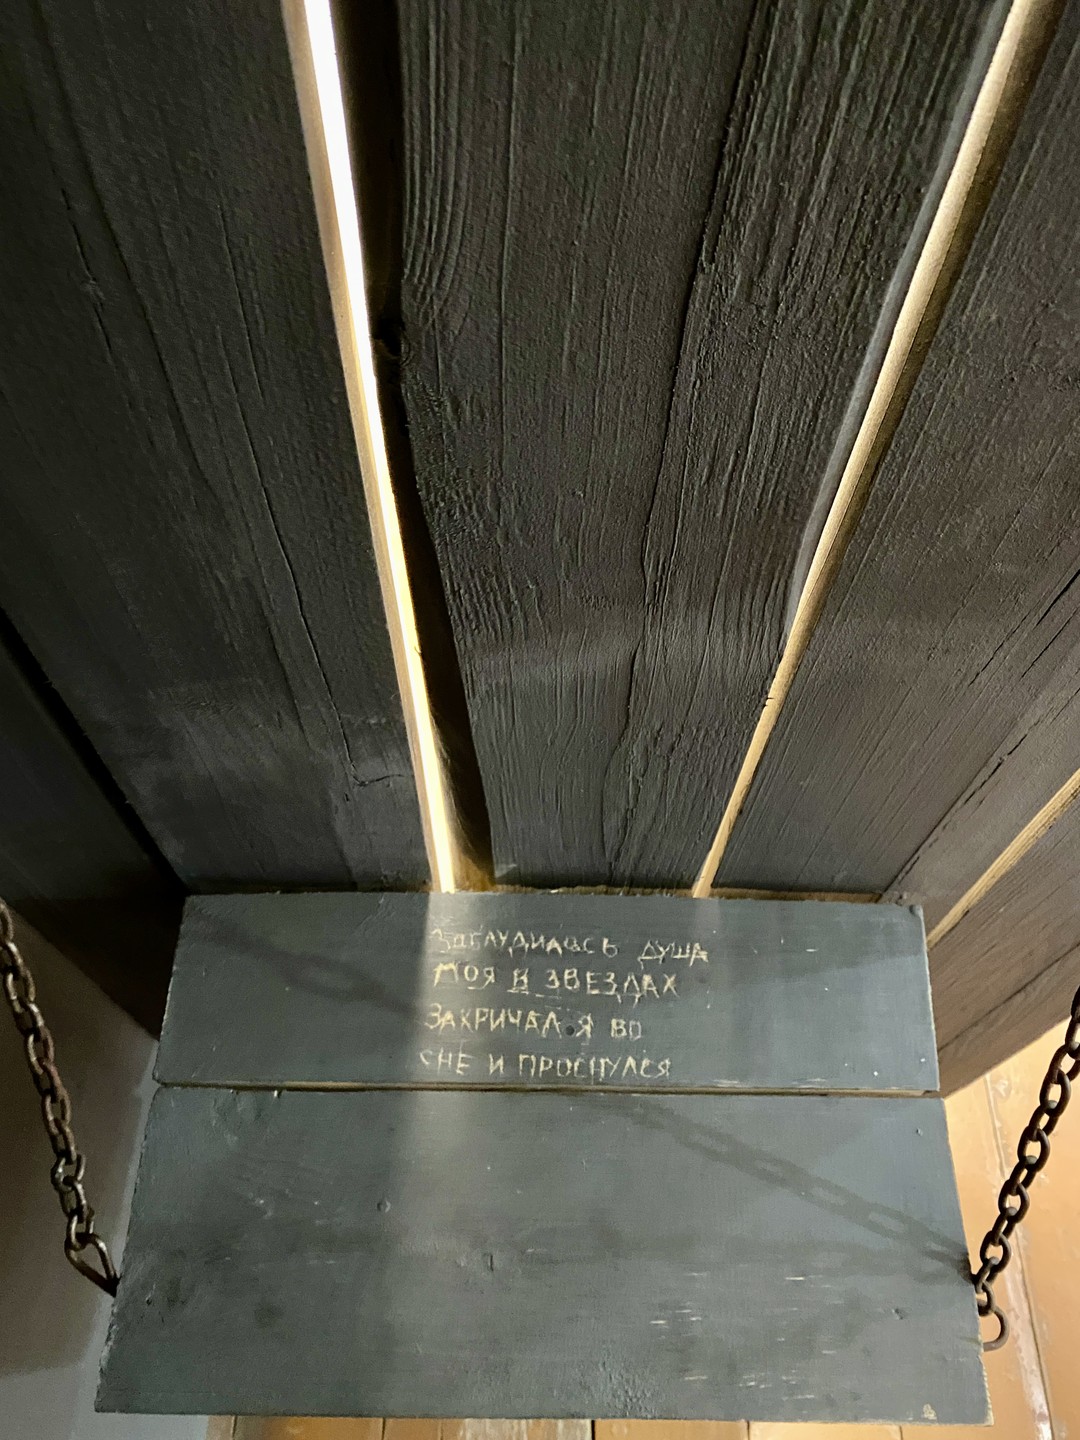 Заблудилась душа
моя в звездах
Закричал я во
сне и проснулся